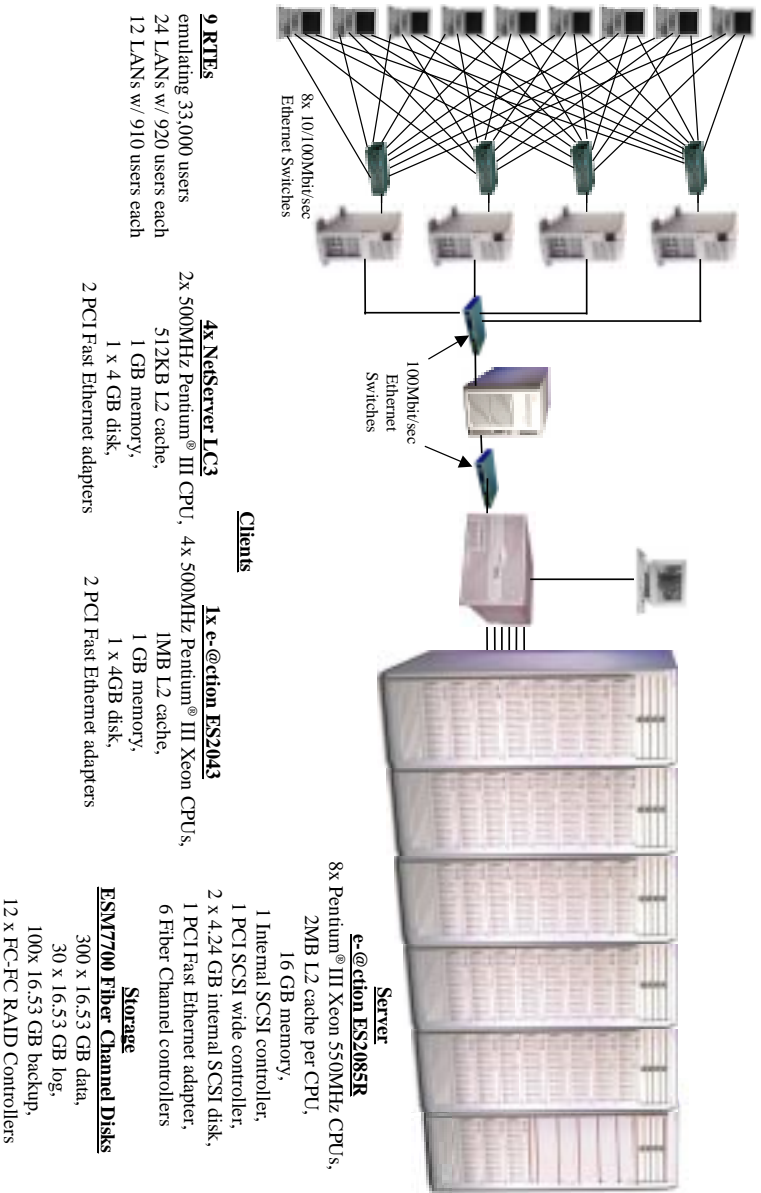 8x 10/100Mbit/sec
Ethernet Switches
100Mbit/sec
Ethernet
Switches
9 RTEs
emulating 33,000 users
24 LANs w/ 920 users each
12 LANs w/ 910 users each
Clients
4x NetServer LC3
2x 500MHz Pentium® III CPU,
512KB L2 cache,
1 GB memory,
1 x 4 GB disk,
2 PCI Fast Ethernet adapters
1x e-@ction ES2043
4x 500MHz Pentium® III Xeon CPUs,
1MB L2 cache,
1 GB memory,
1 x 4GB disk,
2 PCI Fast Ethernet adapters
Server
e-@ction ES2085R
8x Pentium® III Xeon 550MHz CPUs,
2MB L2 cache per CPU,
16 GB memory,
1 Internal SCSI controller,
1 PCI SCSI wide controller,
2 x 4.24 GB internal SCSI disk,
1 PCI Fast Ethernet adapter,
6 Fiber Channel controllers
Storage
ESM7700 Fiber Channel Disks
300 x 16.53 GB data,
30 x 16.53 GB log,
100x 16.53 GB backup,
12 x FC-FC RAID Controllers